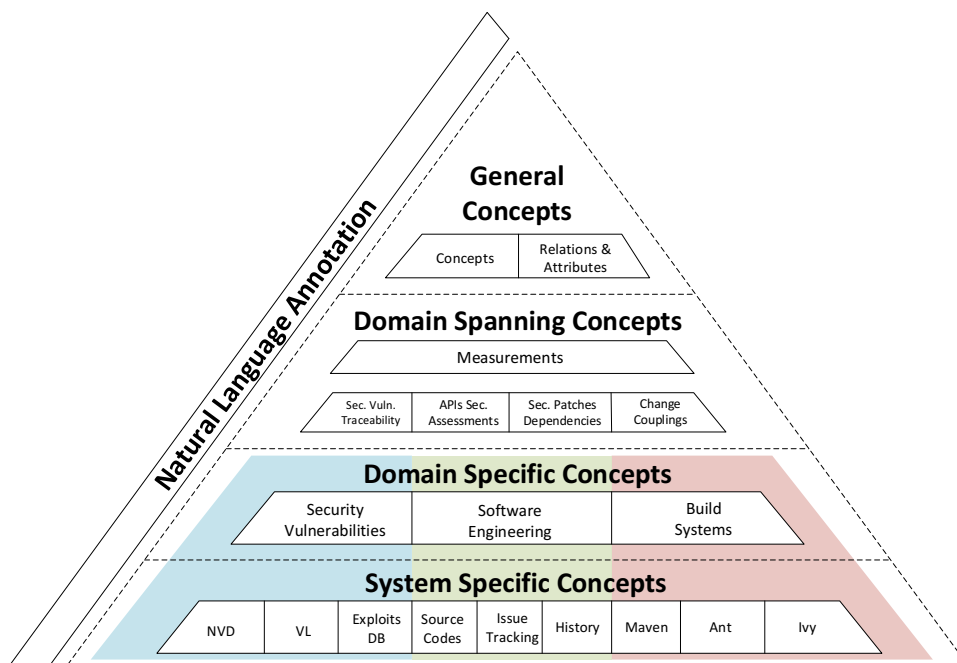 Natural Language Annotation
General
Concepts
Concepts
Relations &
Attributes
Domain Spanning Concepts
Measurements
Sec. Vuln.
Traceability
APIs Sec.
Assessments
Sec. Patches
Dependencies
Change
Couplings
Domain Specific Concepts
Security
Vulnerabilities
Software
Engineering
Build
Systems
System Specific Concepts
NVD
VL
Exploits
DB
Source
Codes
Issue
Tracking
History
Maven
Ant
Ivy